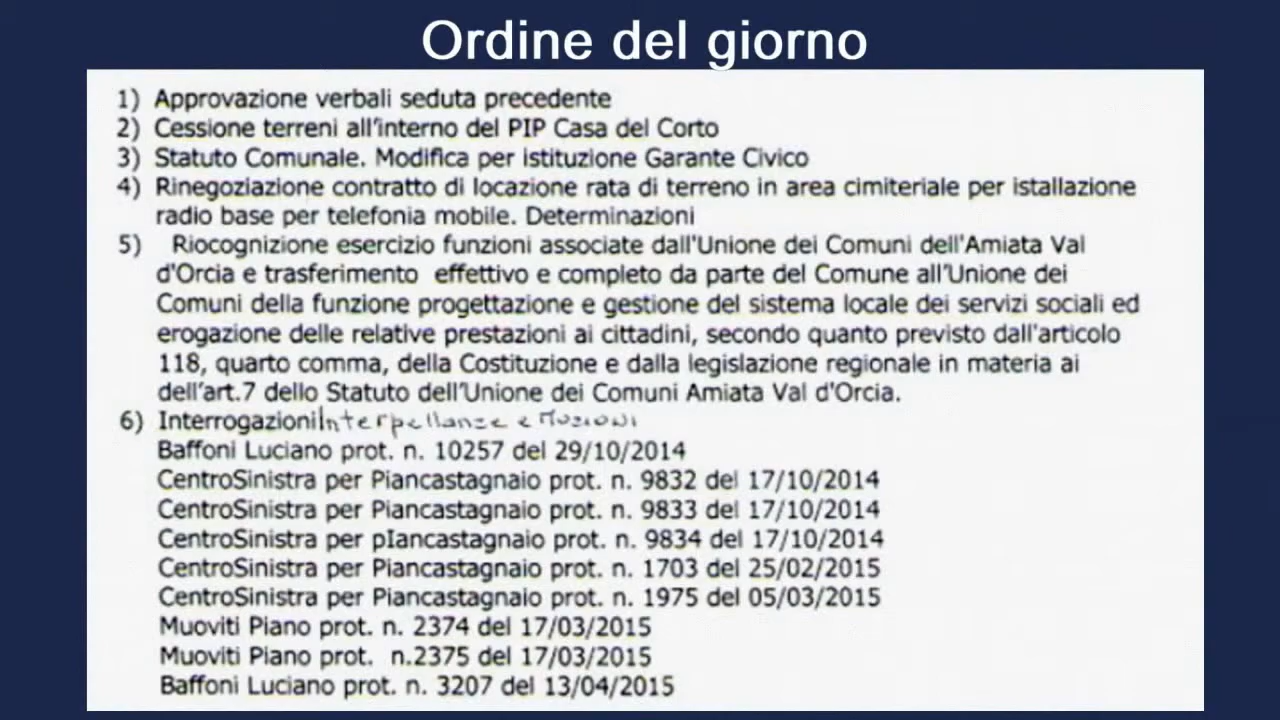 Ordine del giorno
1) Approvazione verbali seduta precedente
2) Cessione terreni all'interno del PIP Casa del Corto
3) Statuto Comunale. Modifica per istituzione Garante Civico
4) Rinegoziazione contratto di locazione rata di terreno in area cimiteriale per istallazione
radio base per telefonia mobile. Determinazioni
5) Riocognizione esercizio funzioni associate dall'Unione dei Comuni dell'Amiata Val
d'Orcia e trasferimento effettivo e completo da parte del Comune all'Unione dei
Comuni della funzione progettazione e gestione del sistema locale dei servizi sociali ed
erogazione delle relative prestazioni ai cittadini, secondo quanto previsto dall'articolo
118, quarto comma, della Costituzione e dalla legislazione regionale in materia ai
dell'art.7 dello Statuto dell'Unione dei Comuni Amiata Val d'Orcia.
6) Interrogazioni Interpellanze e Mozioni
Baffoni Luciano prot. n. 10257 del 29/10/2014
CentroSinistra per Piancastagnaio prot. n. 9832 del 17/10/2014
CentroSinistra per Piancastagnaio prot. n. 9833 del 17/10/2014
CentroSinistra per pIancastagnaio prot. n. 9834 del 17/10/2014
CentroSinistra per Piancastagnaio prot. n. 1703 del 25/02/2015
CentroSinistra per Piancastagnaio prot. n. 1975 del 05/03/2015
Muoviti Piano prot. n. 2374 del 17/03/2015
Muoviti Piano prot. n.2375 del 17/03/2015
Baffoni Luciano prot. n. 3207 del 13/04/2015